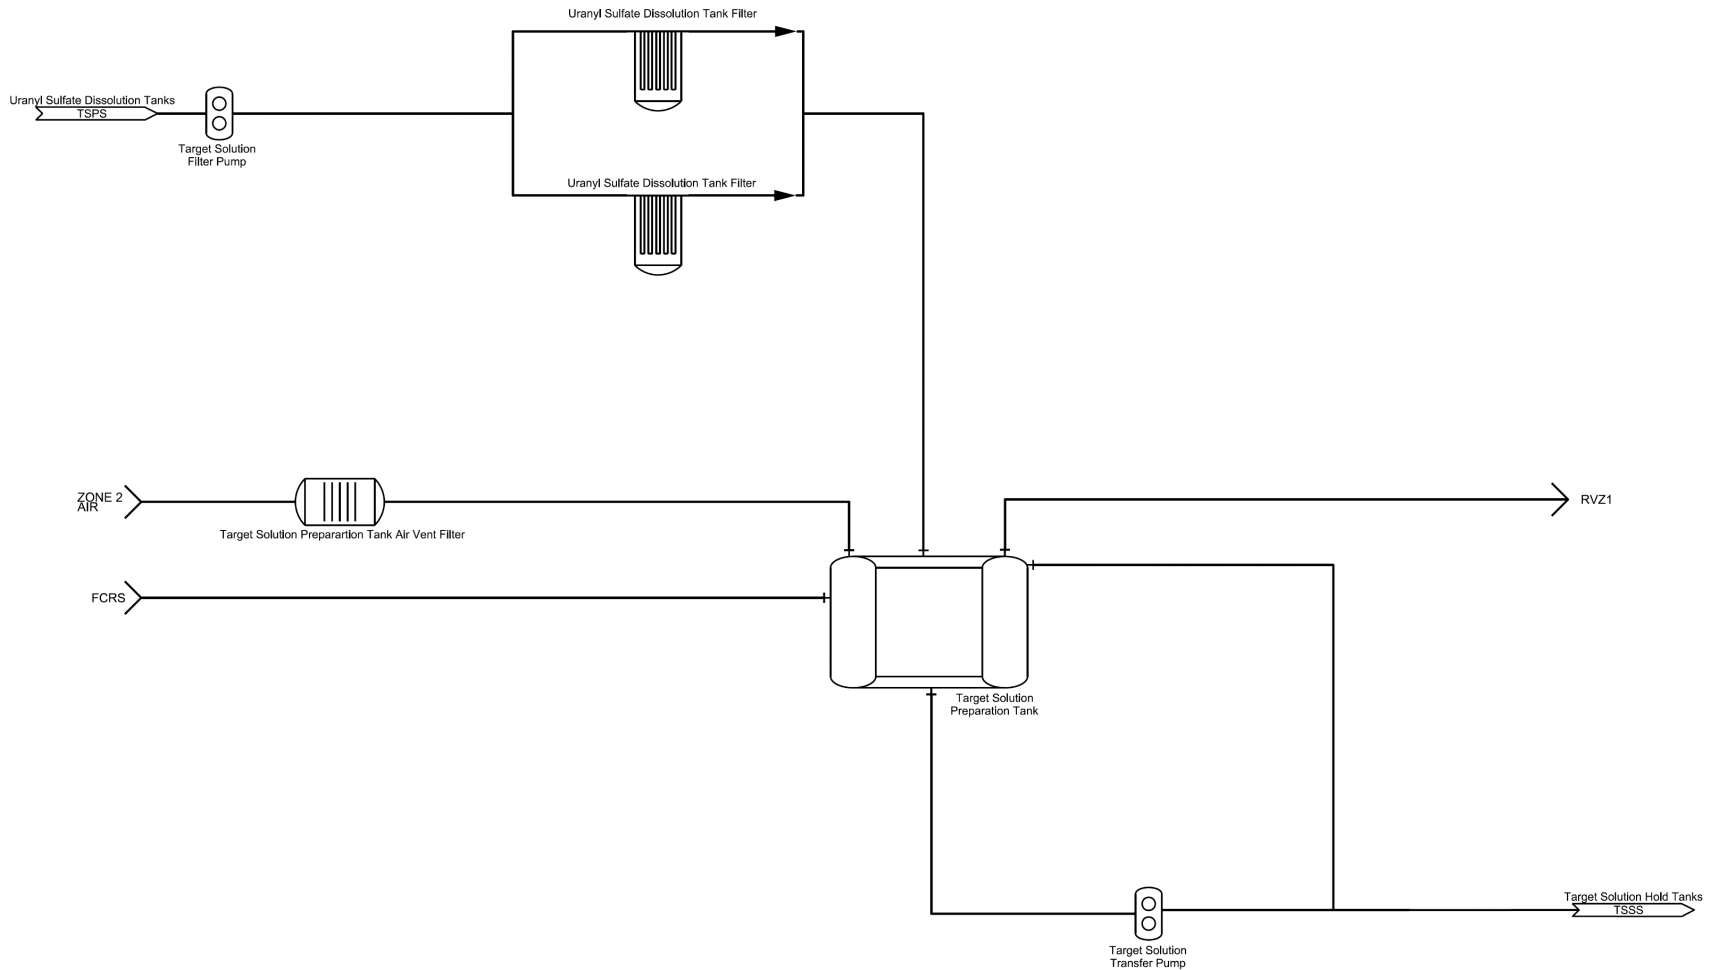 Uranyl Sulfate Dissolution Tank Filter
Uranyl Sulfate Dissolution Tanks
TSPS
Target Solution
Filter Pump
Uranyl Sulfate Dissolution Tank Filter
ZONE 2
AIR
Target Solution Preparartion Tank Air Vent Filter
RVZ1
FCRS
Target Solution
Preparation Tank
Target Solution Hold Tanks
TSSS
Target Solution
Transfer Pump